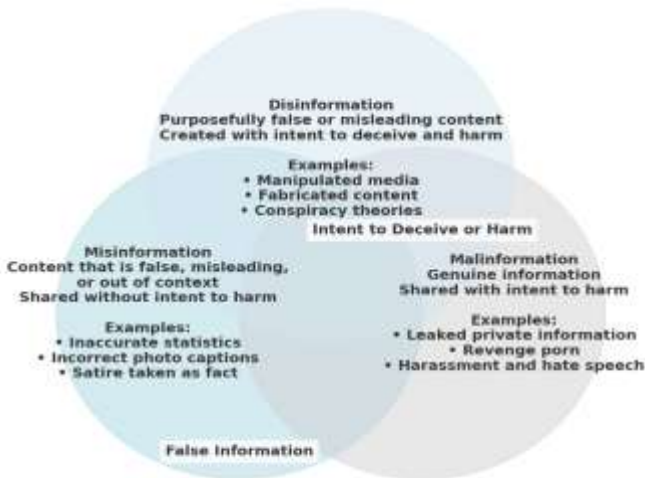 Disinformation
Purposefully false or misleading content
Created with intent to deceive and harm
Examples:
• Manipulated media
• Fabricated content
• Conspiracy theories
Intent to Deceive or Harm
Misinformation
Content that is false, misleading,
or out of context
Shared without intent to harm
Examples:
• Inaccurate statistics
• Incorrect photo captions
• Satire taken as fact
Malinformation
Genuine information
Shared with intent to harm
Examples:
• Leaked private information
• Revenge porn
• Harassment and hate speech
False Information